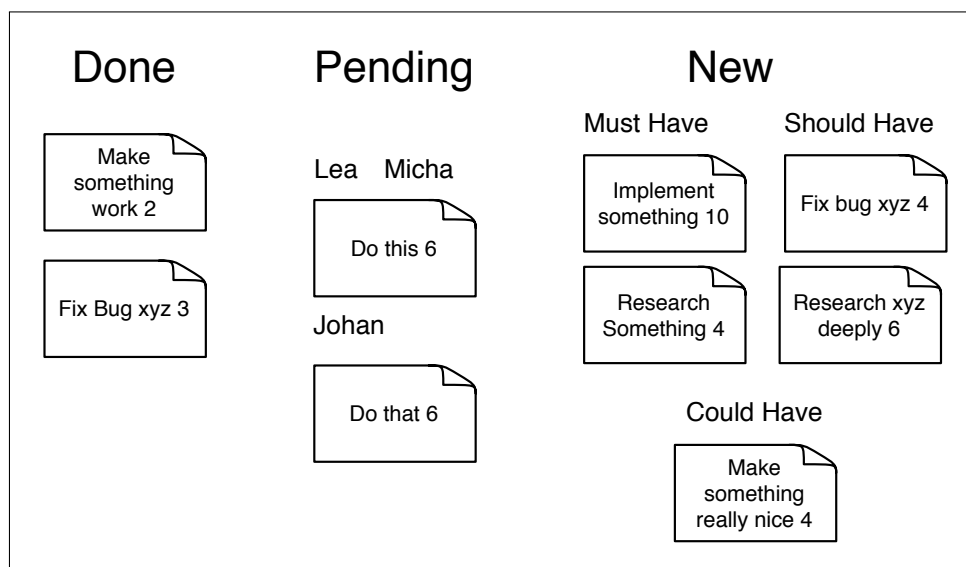 Done
Make
something
work 2
Fix Bug xyz 3
Pending
Lea Micha
Do this 6
Johan
Do that 6
New
Must Have
Implement
something 10
Research
Something 4
Should Have
Fix bug xyz 4
Research xyz
deeply 6
Could Have
Make
something
really nice 4